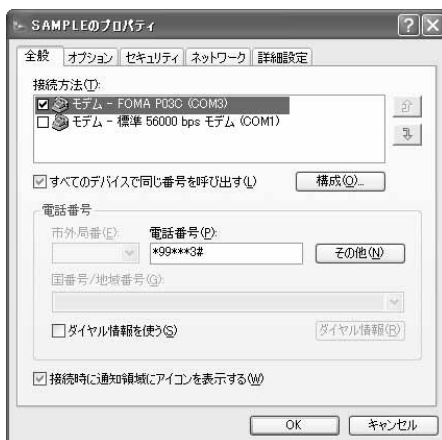 SAMPLEのプロパティ
全般 オプション セキュリティ ネットワーク 詳細設定
接続方法(T):
モデム - FOMA P03C (COM3)
モデム - 標準 56000 bps モデム (COM1)
すべてのデバイスで同じ番号を呼び出す(L) 構成(O)...
電話番号
市外局番(E): 電話番号(P):
*99***3# その他(N)
国番号/地域番号(G):
ダイヤル情報を使う(S) ダイヤル情報(R)
接続時に通知領域にアイコンを表示する(W)
OK キャンセル